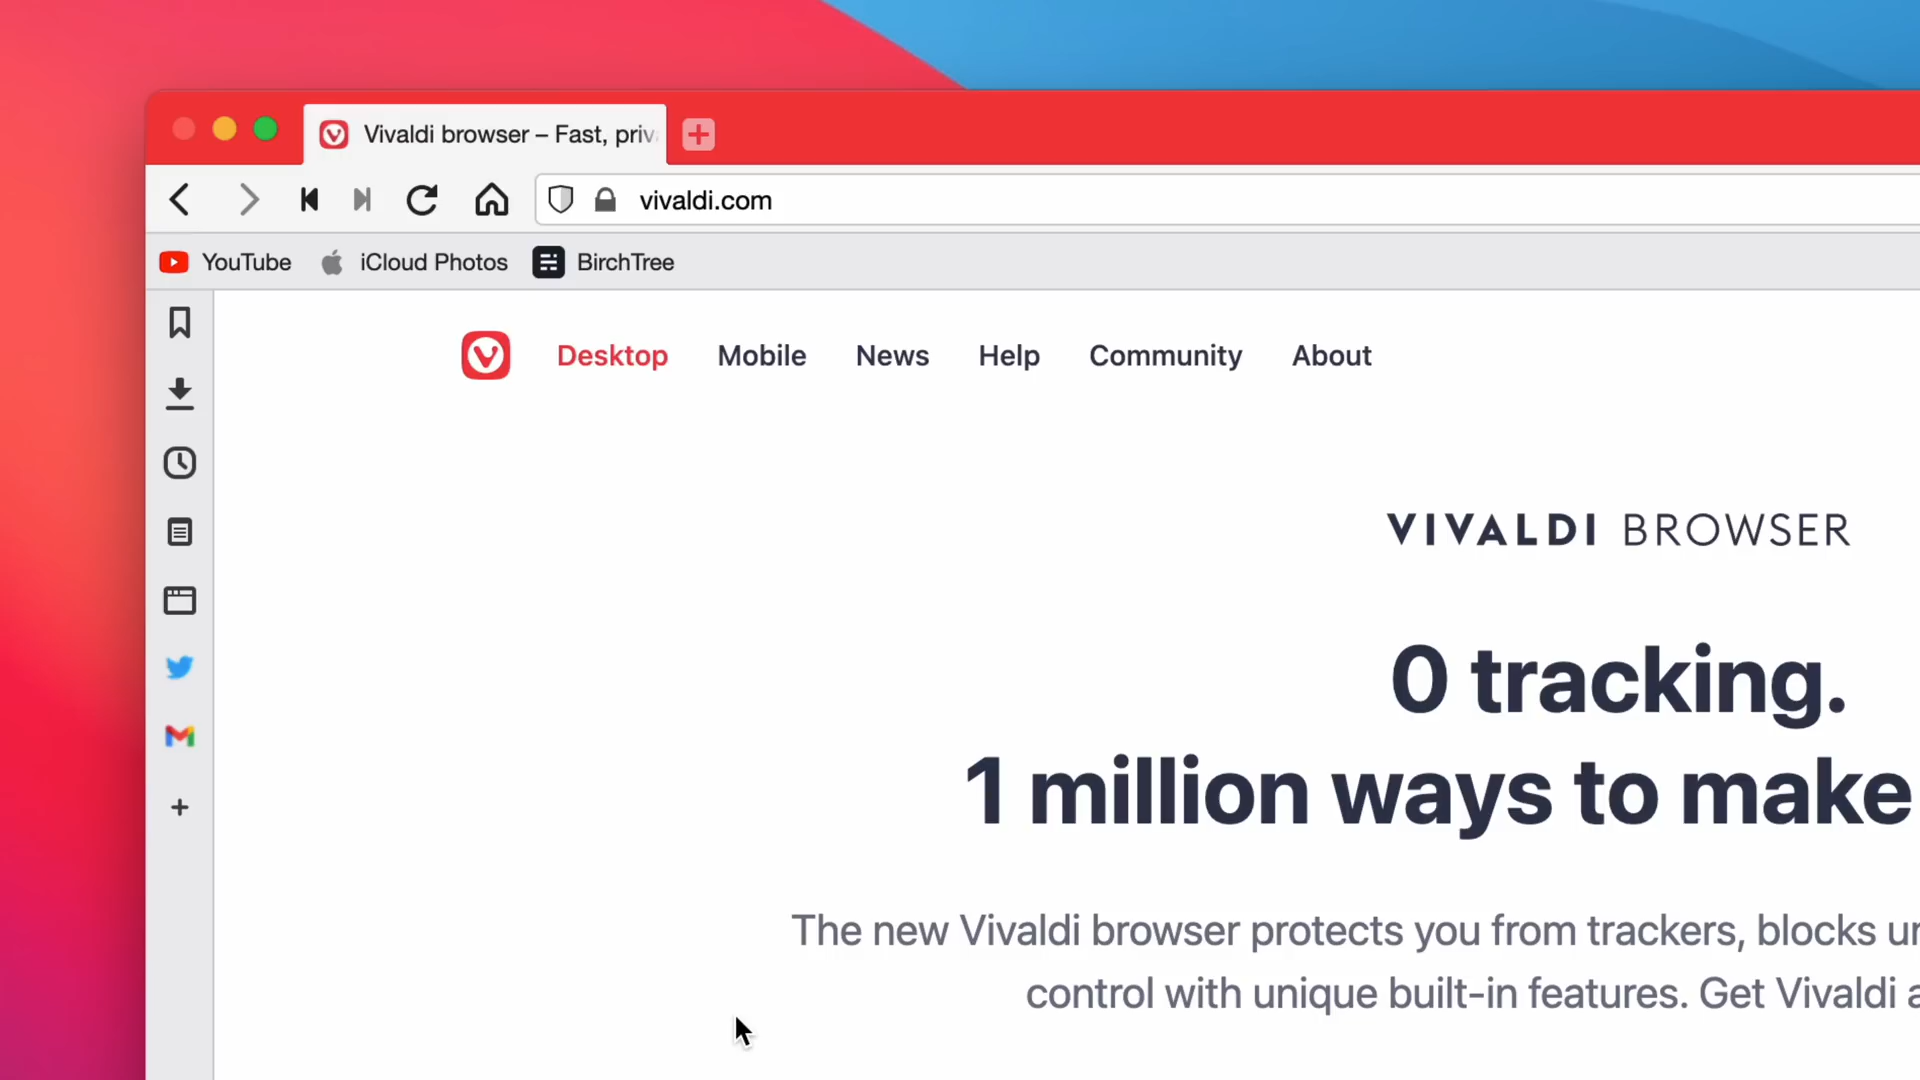 Vivaldi browser – Fast, priv
vivaldi.com
YouTube iCloud Photos BirchTree
Desktop Mobile News Help Community About
VIVALDI BROWSER
0 tracking.
1 million ways to make
The new Vivaldi browser protects you from trackers, blocks
control with unique built-in features. Get Vivaldi